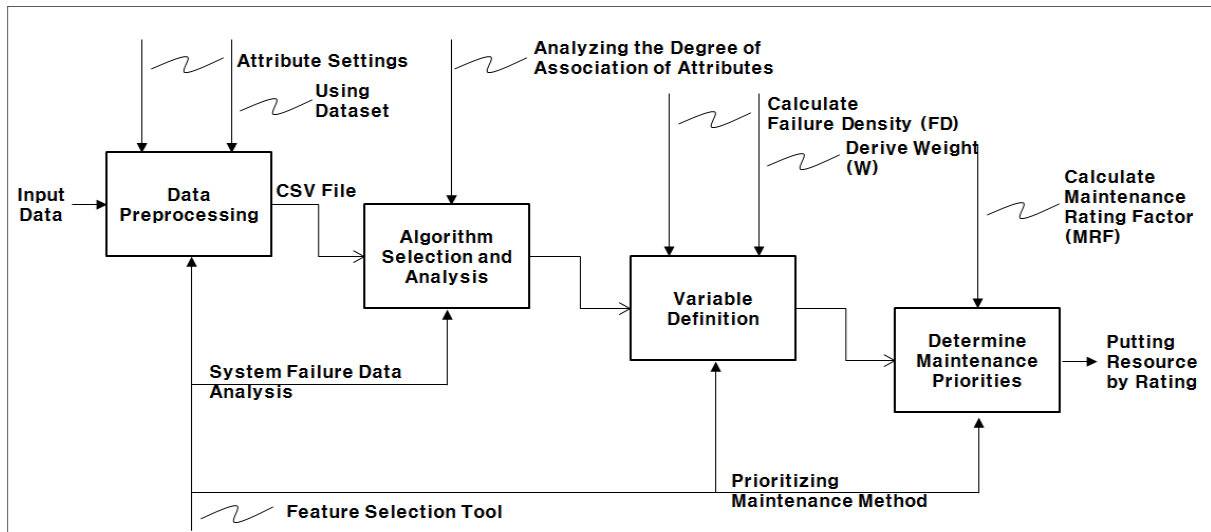 Attribute Settings
Using
Dataset
Analyzing the Degree of
Association of Attributes
Calculate
Failure Density (FD)
Derive Weight
(W)
Calculate
Maintenance
Rating Factor
(MRF)
Input
Data
Data
Preprocessing
CSV File
Algorithm
Selection and
Analysis
Variable
Definition
Determine
Maintenance
Priorities
Putting
Resource
by Rating
System Failure Data
Analysis
Prioritizing
Maintenance Method
Feature Selection Tool